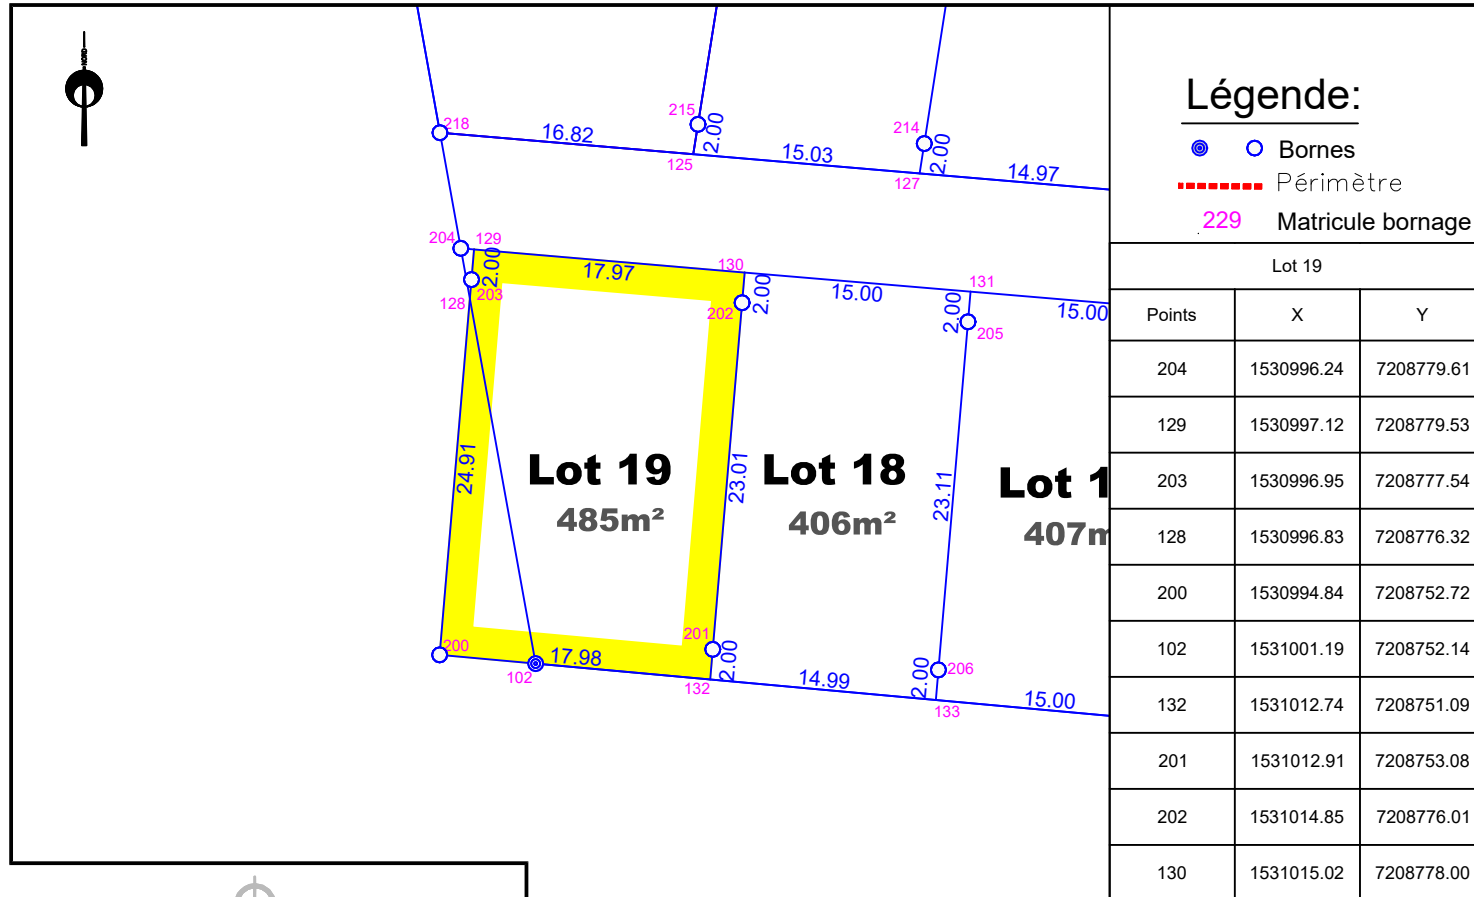 NORD
218
16.82
215
2.00
125
15.03
214
2.00
127
14.97
204
129
2.00
17.97
130
203
128
202
2.00
15.00
131
2.00
205
15.00
24.91
Lot 19
485m²
23.01
Lot 18
406m²
23.11
Lot 1
407m
200
102
17.98
201
2.00
132
14.99
2.00
206
133
15.00
Légende:
Bornes
Périmètre
229 Matricule bornage
Lot 19
Points X Y
204 1530996.24 7208779.61
129 1530997.12 7208779.53
203 1530996.95 7208777.54
128 1530996.83 7208776.32
200 1530994.84 7208752.72
102 1531001.19 7208752.14
132 1531012.74 7208751.09
201 1531012.91 7208753.08
202 1531014.85 7208776.01
130 1531015.02 7208778.00